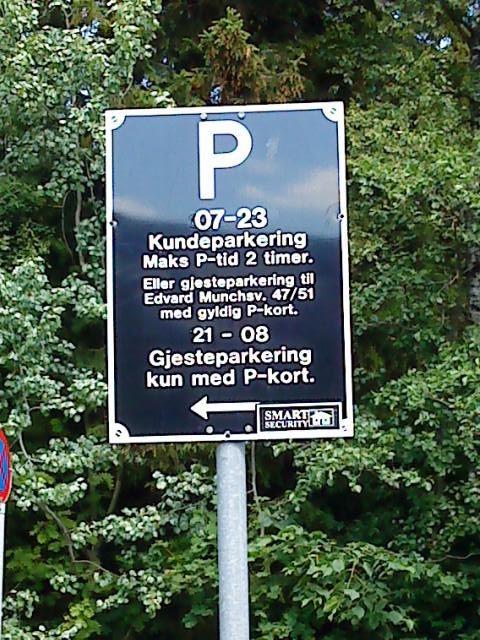 P
07-23
Kundeparkering
Maks P-tid 2 timer.
Eller gjesteparkering til
Edvard Munchsv. 47/51
med gyldig P-kort.
21 - 08
Gjesteparkering
kun med P-kort.
SMART
SECURITY